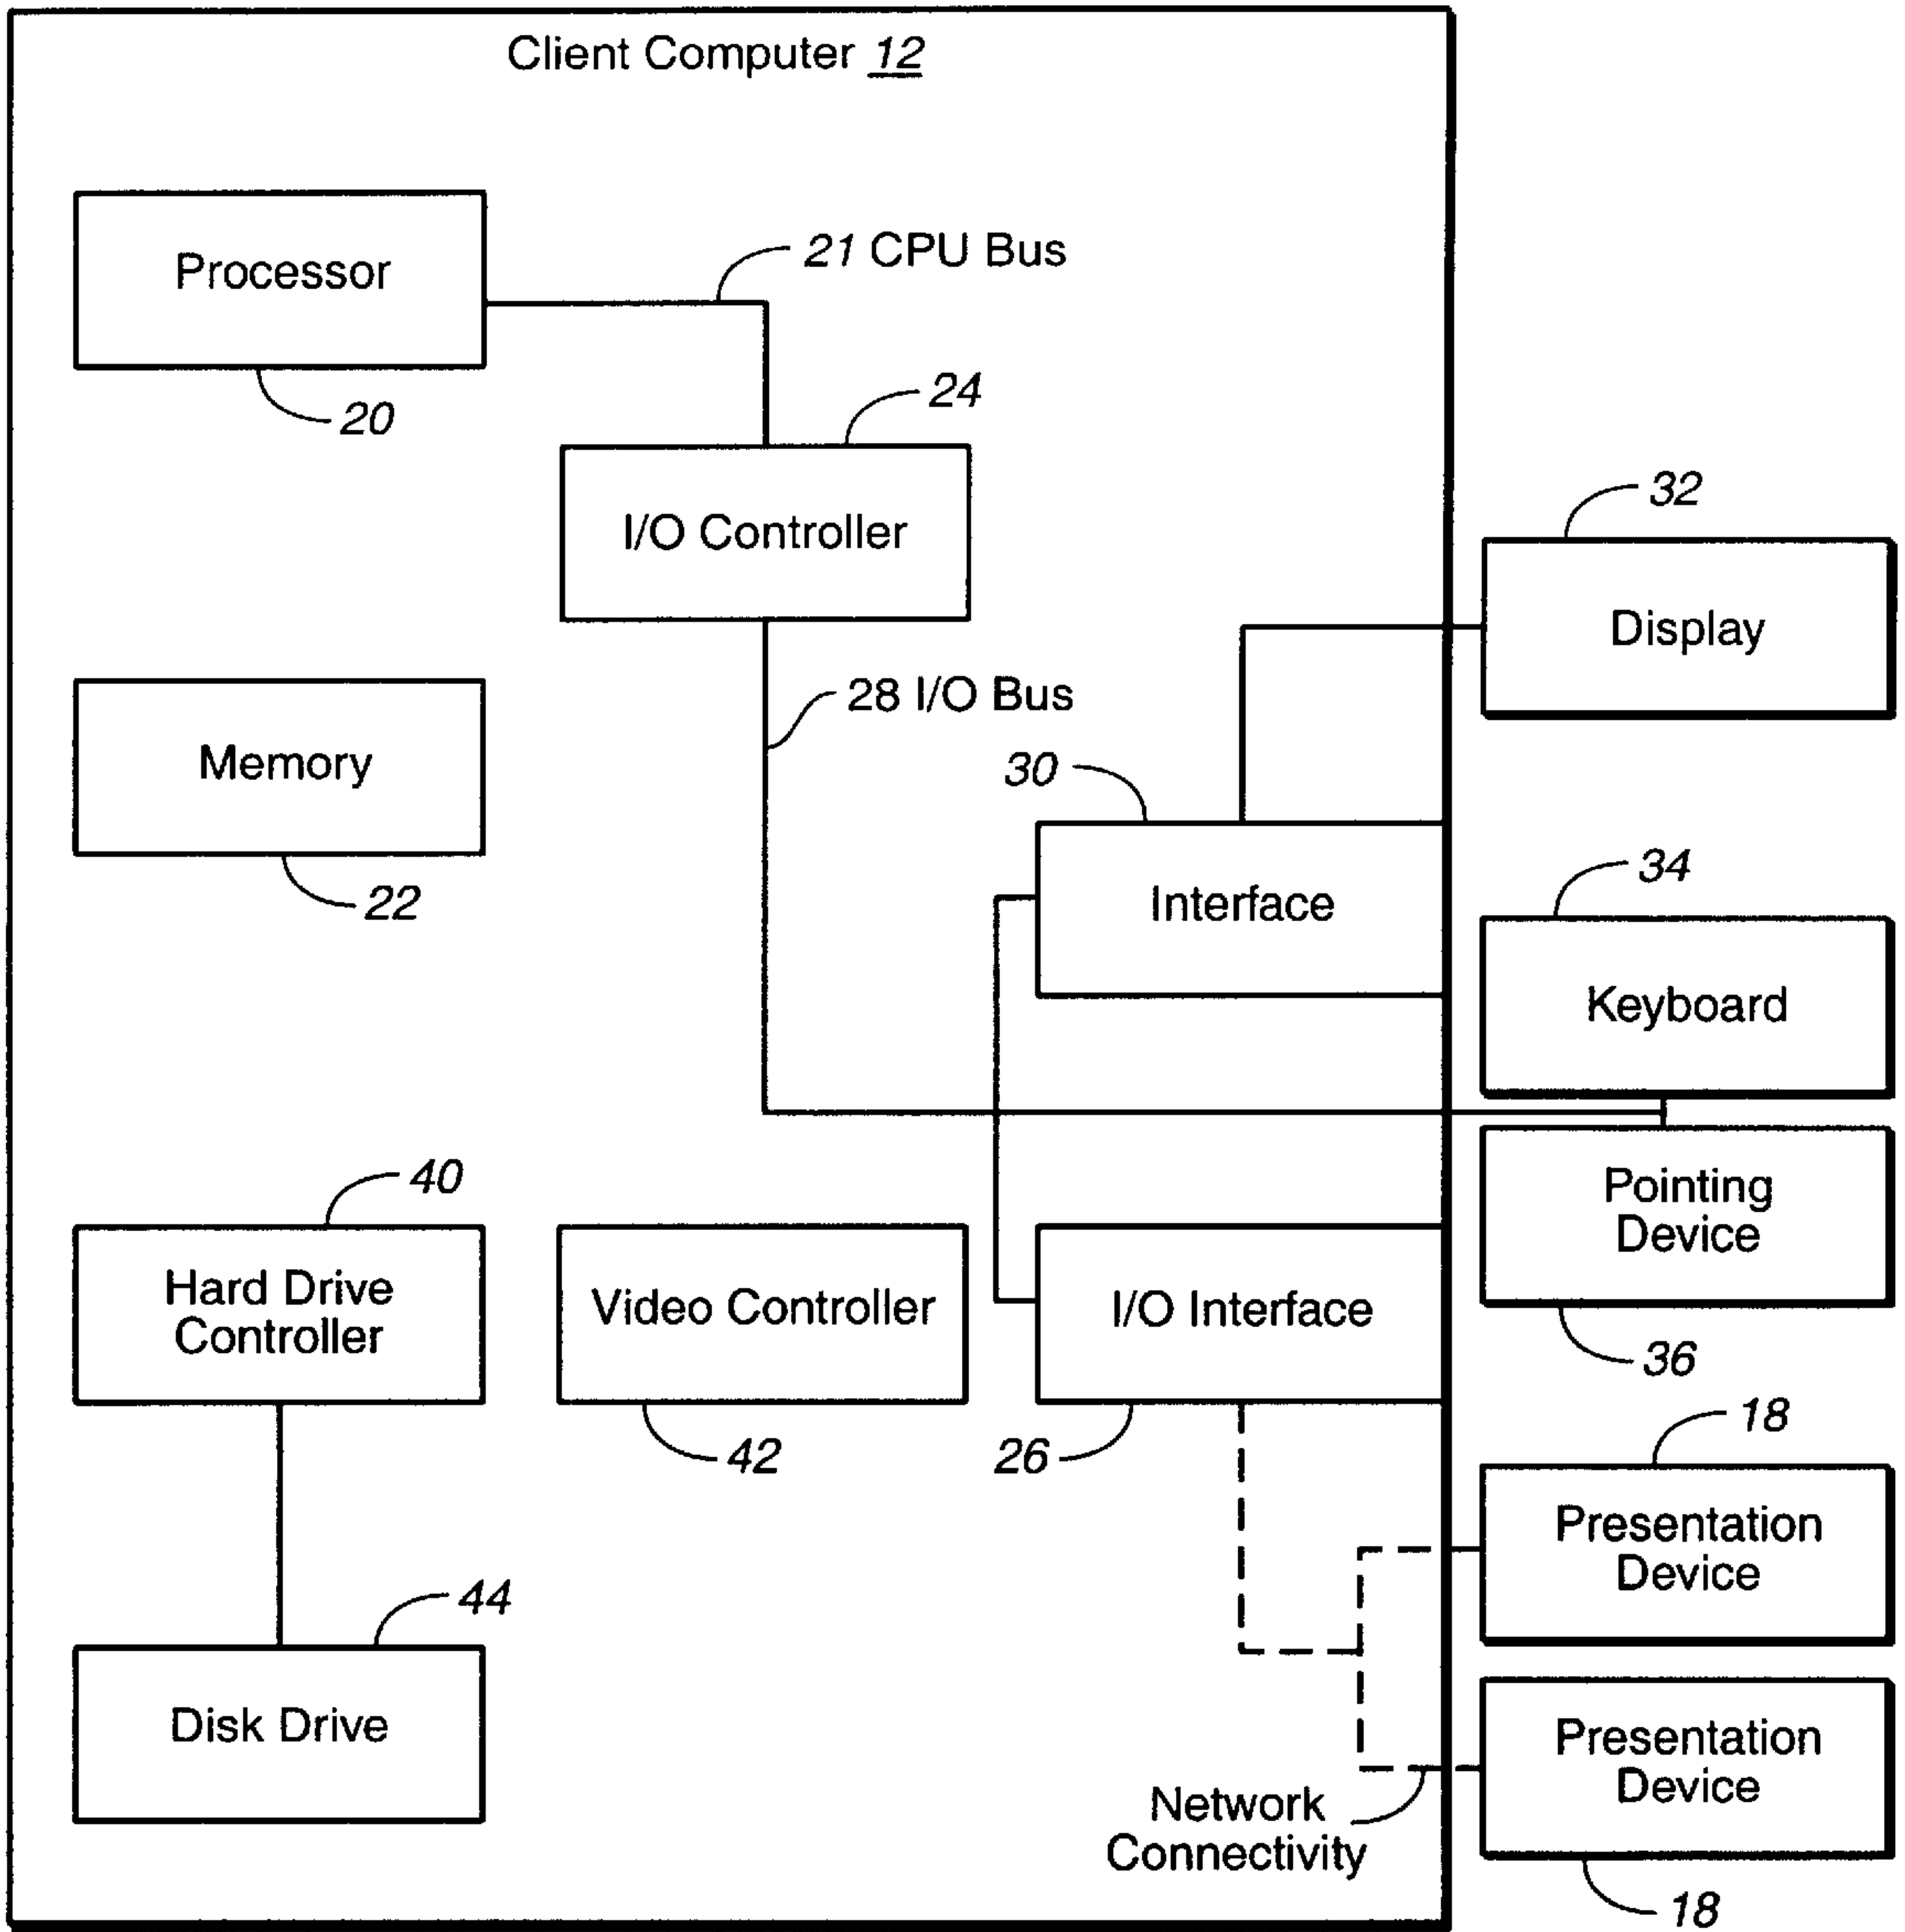 Client Computer 12
Processor
21 CPU Bus
20
24
I/O Controller
32
Display
28 I/O Bus
Memory
22
30
Interface
34
Keyboard
40
Hard Drive
Controller
Video Controller
42
I/O Interface
26
Pointing
Device
36
18
Presentation
Device
44
Disk Drive
Presentation
Device
18
Network
Connectivity